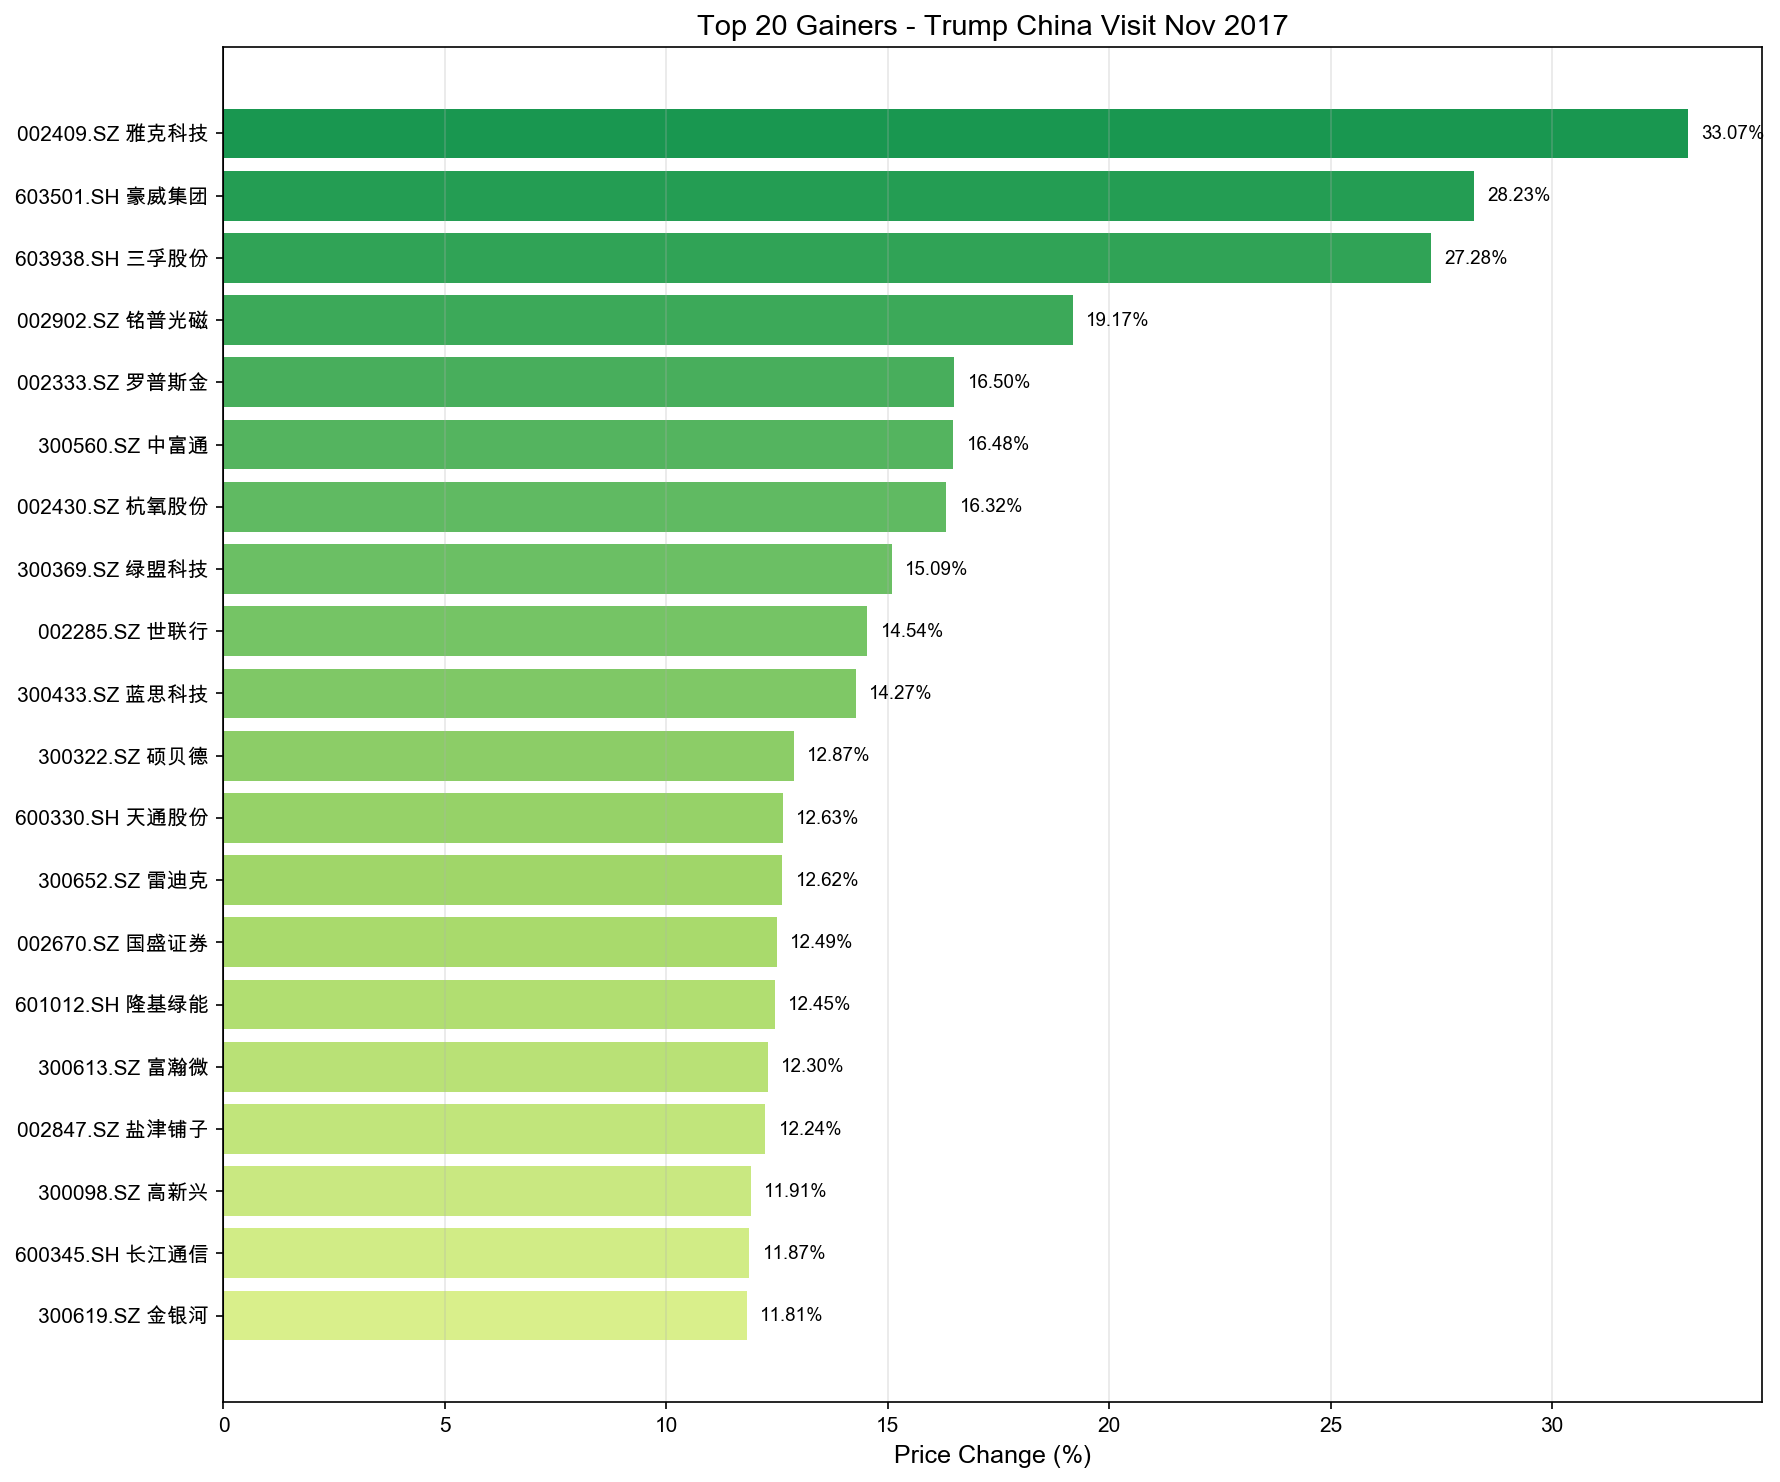 Top 20 Gainers - Trump China Visit Nov 2017
002409.SZ 雅克科技 33.07%
603501.SH 豪威集团 28.23%
603938.SH 三孚股份 27.28%
002902.SZ 铭普光磁 19.17%
002333.SZ 罗普斯金 16.50%
300560.SZ 中富通 16.48%
002430.SZ 杭氧股份 16.32%
300369.SZ 绿盟科技 15.09%
002285.SZ 世联行 14.54%
300433.SZ 蓝思科技 14.27%
300322.SZ 硕贝德 12.87%
600330.SH 天通股份 12.63%
300652.SZ 雷迪克 12.62%
002670.SZ 国盛证券 12.49%
601012.SH 隆基绿能 12.45%
300613.SZ 富瀚微 12.30%
002847.SZ 盐津铺子 12.24%
300098.SZ 高新兴 11.91%
600345.SH 长江通信 11.87%
300619.SZ 金银河 11.81%
0 5 10 15 20 25 30
Price Change (%)